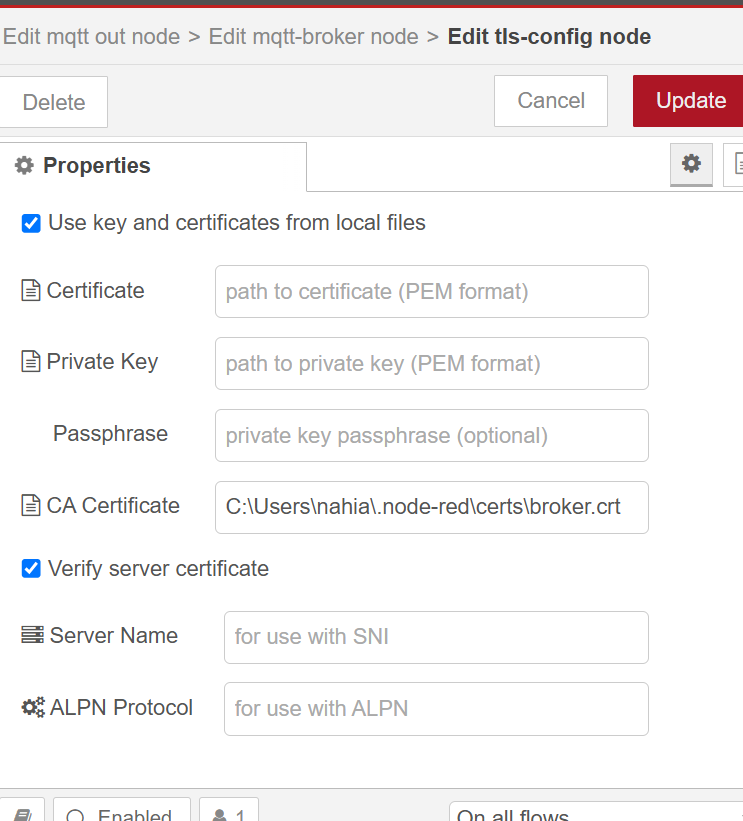 Edit mqtt out node > Edit mqtt-broker node > Edit tls-config node
Delete
Cancel
Update
Properties
Use key and certificates from local files
Certificate
path to certificate (PEM format)
Private Key
path to private key (PEM format)
Passphrase
private key passphrase (optional)
CA Certificate
C:\Users\nahia\.node-red\certs\broker.crt
Verify server certificate
Server Name
for use with SNI
ALPN Protocol
for use with ALPN
Enabled
1
On all flows